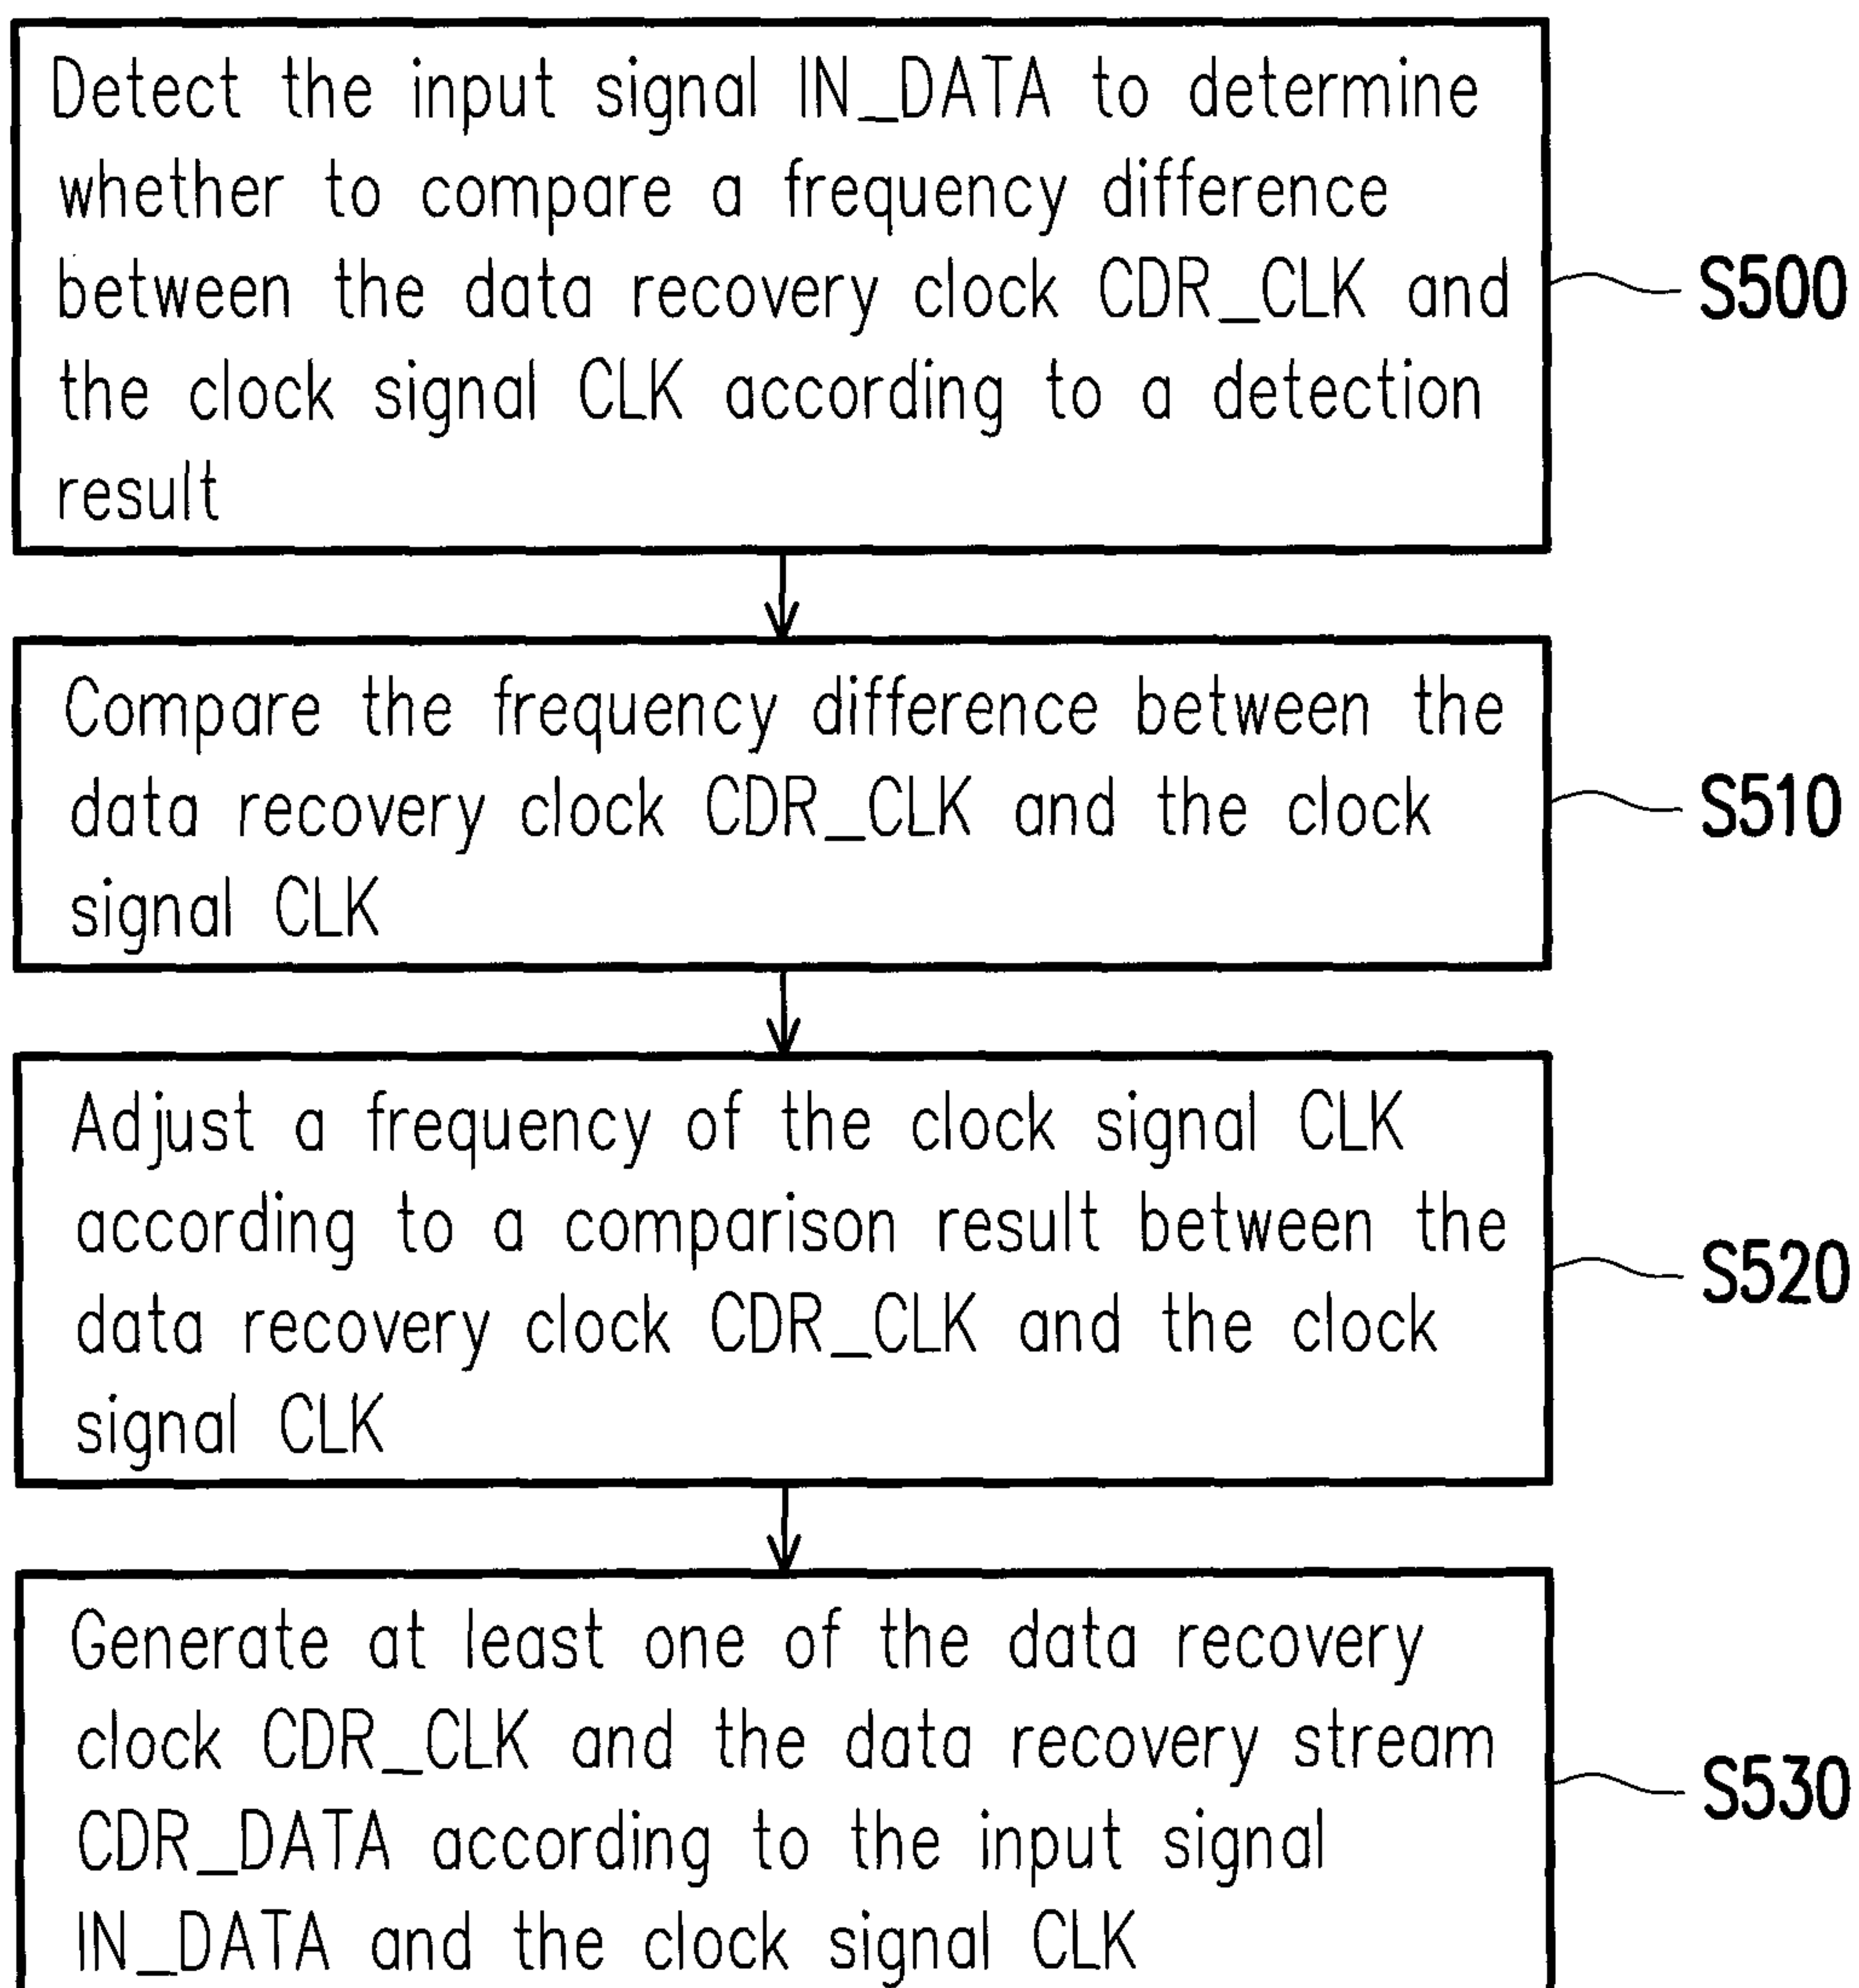 Detect the input signal IN_DATA to determine
whether to compare a frequency difference
between the data recovery clock CDR_CLK and
the clock signal CLK according to a detection
result
S500
Compare the frequency difference between the
data recovery clock CDR_CLK and the clock
signal CLK
S510
Adjust a frequency of the clock signal CLK
according to a comparison result between the
data recovery clock CDR_CLK and the clock
signal CLK
S520
Generate at least one of the data recovery
clock CDR_CLK and the data recovery stream
CDR_DATA according to the input signal
IN_DATA and the clock signal CLK
S530